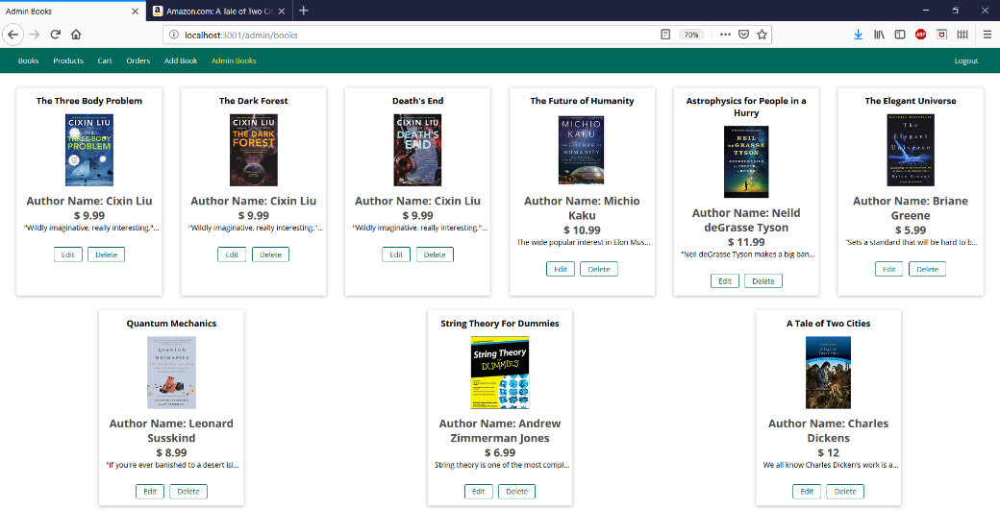 Admin Books
Amazon.com: A Tale of Two Ci
localhost:3001/admin/books
70%
ABP
Books Products Cart Orders Add Book Admin Books Logout
The Three Body Problem
CIXIN LIU
THE
THREE-BODY
PROBLEM
Author Name: Cixin Liu
$ 9.99
"Wildly imaginative, really interesting."...
Edit Delete
The Dark Forest
CIXIN LIU
THE DARK
FOREST
Author Name: Cixin Liu
$ 9.99
"Wildly imaginative, really interesting."...
Edit Delete
Death's End
CIXIN LIU
DEATH'S
END
Author Name: Cixin Liu
$ 9.99
"Wildly imaginative, really interesting."...
Edit Delete
The Future of Humanity
MICHIO
KAKU
THE FUTURE OF
HUMANITY
Author Name: Michio
Kaku
$ 10.99
The wide popular interest in Elon Mus...
Edit Delete
Astrophysics for People in a
Hurry
NEIL
DEGRASSE
TYSON
ASTROPHYSICS
Author Name: Neild
deGrasse Tyson
$ 11.99
"Neil deGrasse Tyson makes a big ban...
Edit Delete
The Elegant Universe
The
Elegant
Universe
Brian Greene
Author Name: Briane
Greene
$ 5.99
"Sets a standard that will be hard to b...
Edit Delete
Quantum Mechanics
QUANTUM
MECHANICS
Author Name: Leonard
Susskind
$ 8.99
"If you're ever banished to a desert isl...
Edit Delete
String Theory For Dummies
String Theory
DUMMIES
Author Name: Andrew
Zimmerman Jones
$ 6.99
String theory is one of the most compl...
Edit Delete
A Tale of Two Cities
A Tale of
Two Cities
Author Name: Charles
Dickens
$ 12
We all know Charles Dicken's work is a...
Edit Delete